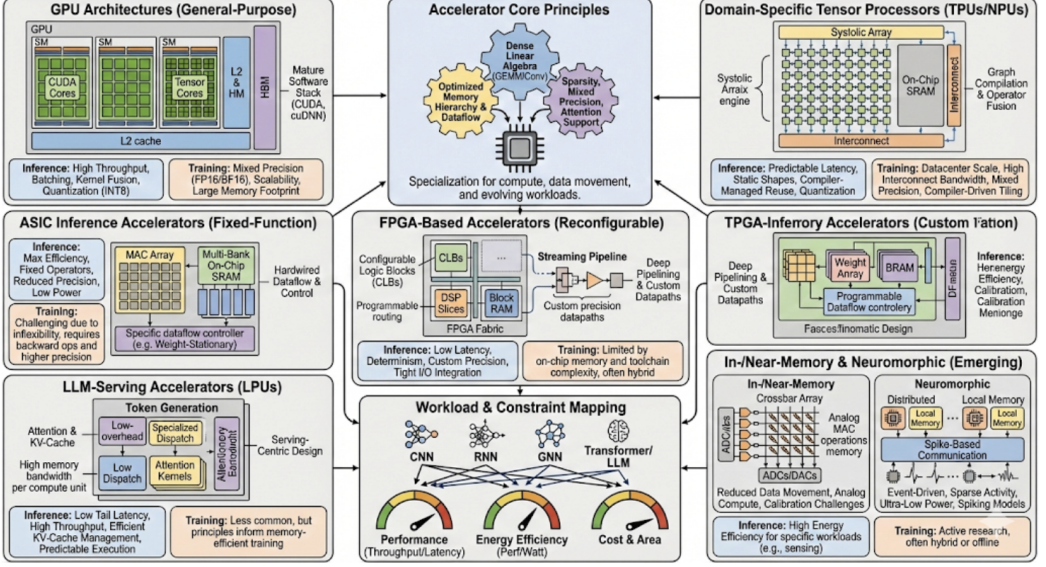 GPU Architectures (General-Purpose)
GPU
SM
SM
SM
CUDA
Cores
Tensor
Cores
L2
&
HM
HBM
L2 cache
Mature
Software
Stack
(CUDA,
cuDNN)
Inference: High Throughput,
Batching, Kernel Fusion,
Quantization (INT8)
Training: Mixed Precision
(FP16/BF16), Scalability,
Large Memory Footprint
Accelerator Core Principles
Dense
Linear
Algebra
(GEMM/Conv)
Optimized
Memory
Hierarchy &
Dataflow
Sparsity,
Mixed
Precision,
Attention
Support
Specialization for compute, data movement,
and evolving workloads.
Domain-Specific Tensor Processors (TPUs/NPUs)
Systolic Array
Systolic
Arraix
engine
On-Chip
SRAM
Interconnect
Interconnect
Graph
Compilation
& Operator
Fusion
Inference: Predictable Latency,
Static Shapes, Compiler-
Managed Reuse, Quantization
Training: Datacenter Scale, High
Interconnect Bandwidth, Mixed
Precision, Compiler-Driven Tiling
ASIC Inference Accelerators (Fixed-Function)
Inference:
Max Efficiency,
Fixed Operators,
Reduced Precision,
Low Power
Training:
Challenging due to
inflexibility, requires
backward ops and
higher precision
MAC Array
Multi-Bank
On-Chip
SRAM
Specific dataflow controller
(e.g. Weight-Stationary)
Hardwired
Dataflow &
Control
FPGA-Based Accelerators (Reconfigurable)
Configurable
Logic Blocks
(CLBs)
Programmable
routing
CLBs
...
DSP
Slices
Block
RAM
FPGA Fabric
Streaming Pipeline
Custom precision
datapaths
Deep
Pipelining
& Custom
Datapaths
Inference: Low Latency,
Determinism, Custom Precision,
Tight I/O Integration
Training: Limited by
on-chip memory and toolchain
complexity, often hybrid
TPGA-Inferrory Accelerators (Custom
Deep
Pipelining &
Custom
Datapaths
Weight
Array
BRAM
Programmable
Dataflow controlery
Design
Inference:
Herenergy
Efficiency,
Calibratiom,
Calibration
Menionge
LLM-Serving Accelerators (LPUs)
Token Generation
Attention &
KV-Cache
High memory
bandwidth
per compute unit
Low-
overhead
Specialized
Dispatch
Low
Dispatch
Attention
Kernels
Serving-
Centric Design
Inference: Low Tail Latency,
High Throughput, Efficient
KV-Cache Management,
Predictable Execution
Training: Less common, but
principles inform memory-
efficient training
Workload & Constraint Mapping
CNN
RNN
GNN
Transformer/
LLM
Performance
(Throughput/Latency)
Energy Efficiency
(Perf/Watt)
Cost & Area
In-/Near-Memory & Neuromorphic (Emerging)
In-/Near-Memory
Crossbar Array
ADCs/DACs
Analog
MAC
operations
memory
Reduced Data Movement, Analog
Compute, Calibration Challenges
Neuromorphic
Distributed
Local Memory
Local
Memory
...
Local
Memory
Spike-Based
Communication
Event-Driven, Sparse Activity,
Ultra-Low Power, Spiking Models
Inference: High Energy
Efficiency for specific workloads
(e.g., sensing)
Training: Active research,
often hybrid or offline